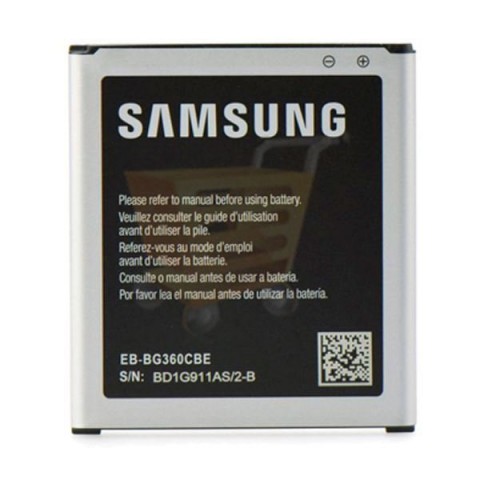 SAMSUNG
Please refer to manual before using battery.
Veuillez consulter le guide d'utilisation
avant d'utiliser la pile.
Referez-vous au mode d'emploi
avant d'utiliser la batterie.
Consulte o manual antes de usar a bateria.
Por favor lea el manual antes de utilizar la batería.
EB-BG360CBE
S/N: BD1G911AS/2-B